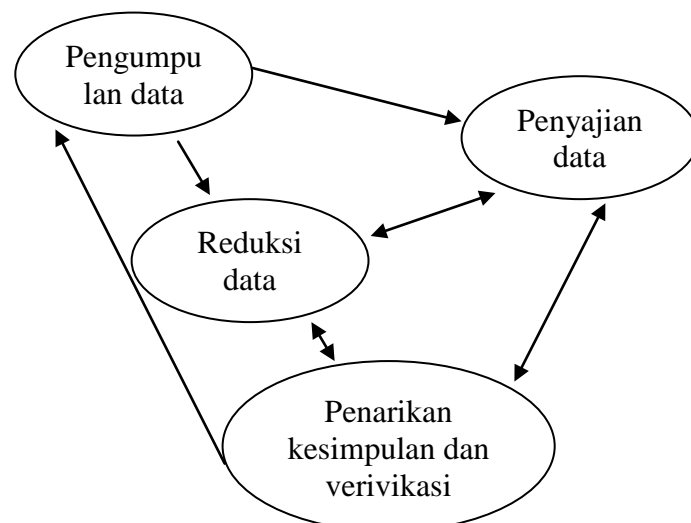 Pengumpu
lan data
Penyajian
data
Reduksi
data
Penarikan
kesimpulan dan
verivikasi